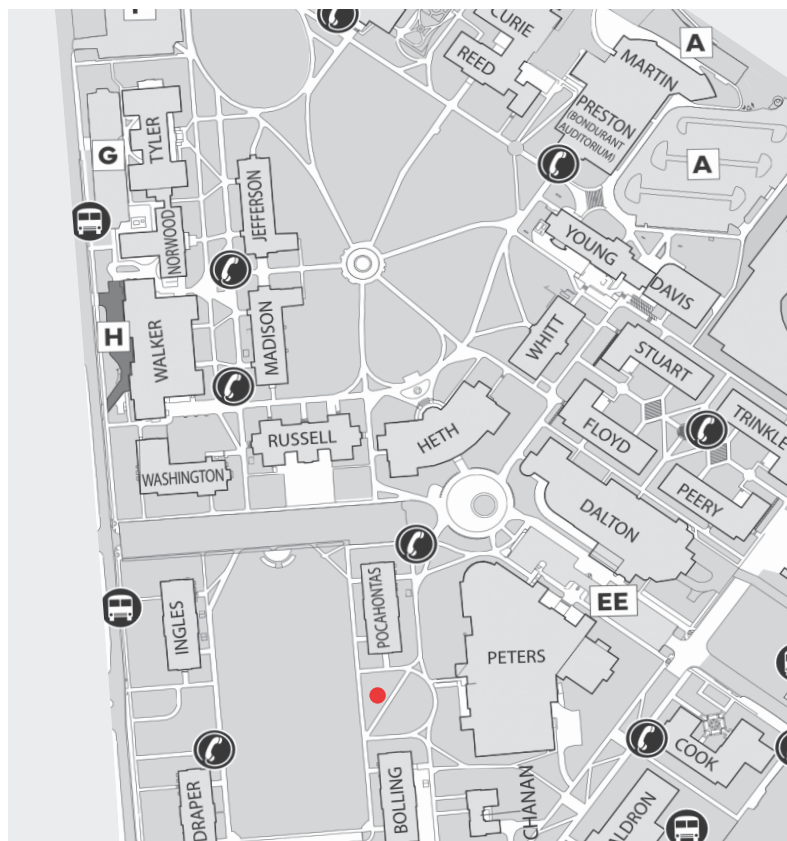 CURIE
REED
A
MARTIN
PRESTON
(BONDURANT
AUDITORIUM)
A
TYLER
G
JEFFERSON
NORWOOD
YOUNG
DAVIS
H
WALKER
MADISON
WHITT
STUART
TRINKLE
RUSSELL
HETH
FLOYD
WASHINGTON
PEERY
DALTON
POCAHONTAS
INGLES
EE
PETERS
COOK
DRAPER
BOLLING
CHANAN
ALDRON